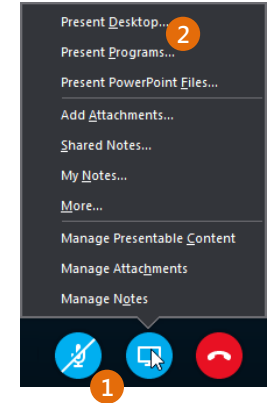 Present Desktop...
2
Present Programs...
Present PowerPoint Files...
Add Attachments...
Shared Notes...
My Notes...
More...
Manage Presentable Content
Manage Attachments
Manage Notes
1